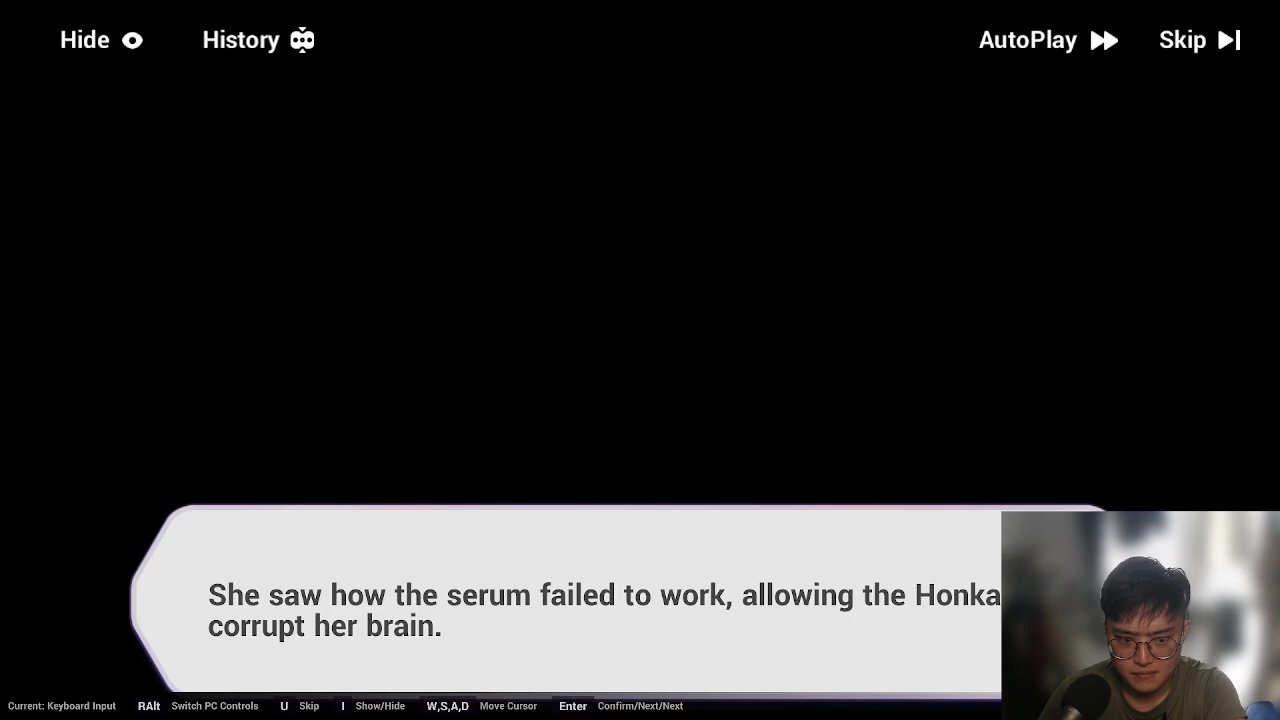 Hide
History
AutoPlay
Skip
She saw how the serum failed to work, allowing the Honka
corrupt her brain.
Current: Keyboard Input RAlt Switch PC Controls U Skip I Show/Hide W,S,A,D Move Cursor Enter Confirm/Next/Next